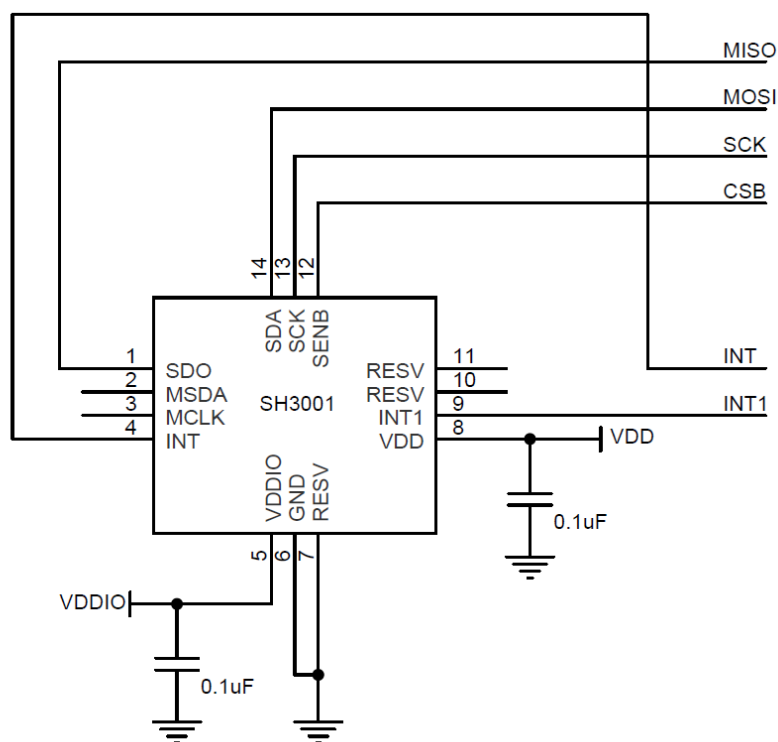 MISO
MOSI
SCK
CSB
14
13
12
SDA
SCK
SENB
1
SDO
2
MSDA
3
MCLK
4
INT
SH3001
RESV
11
RESV
10
INT1
9
VDD
8
INT
INT1
VDD
0.1uF
VDDIO
GND
RESV
5
6
7
VDDIO
0.1uF